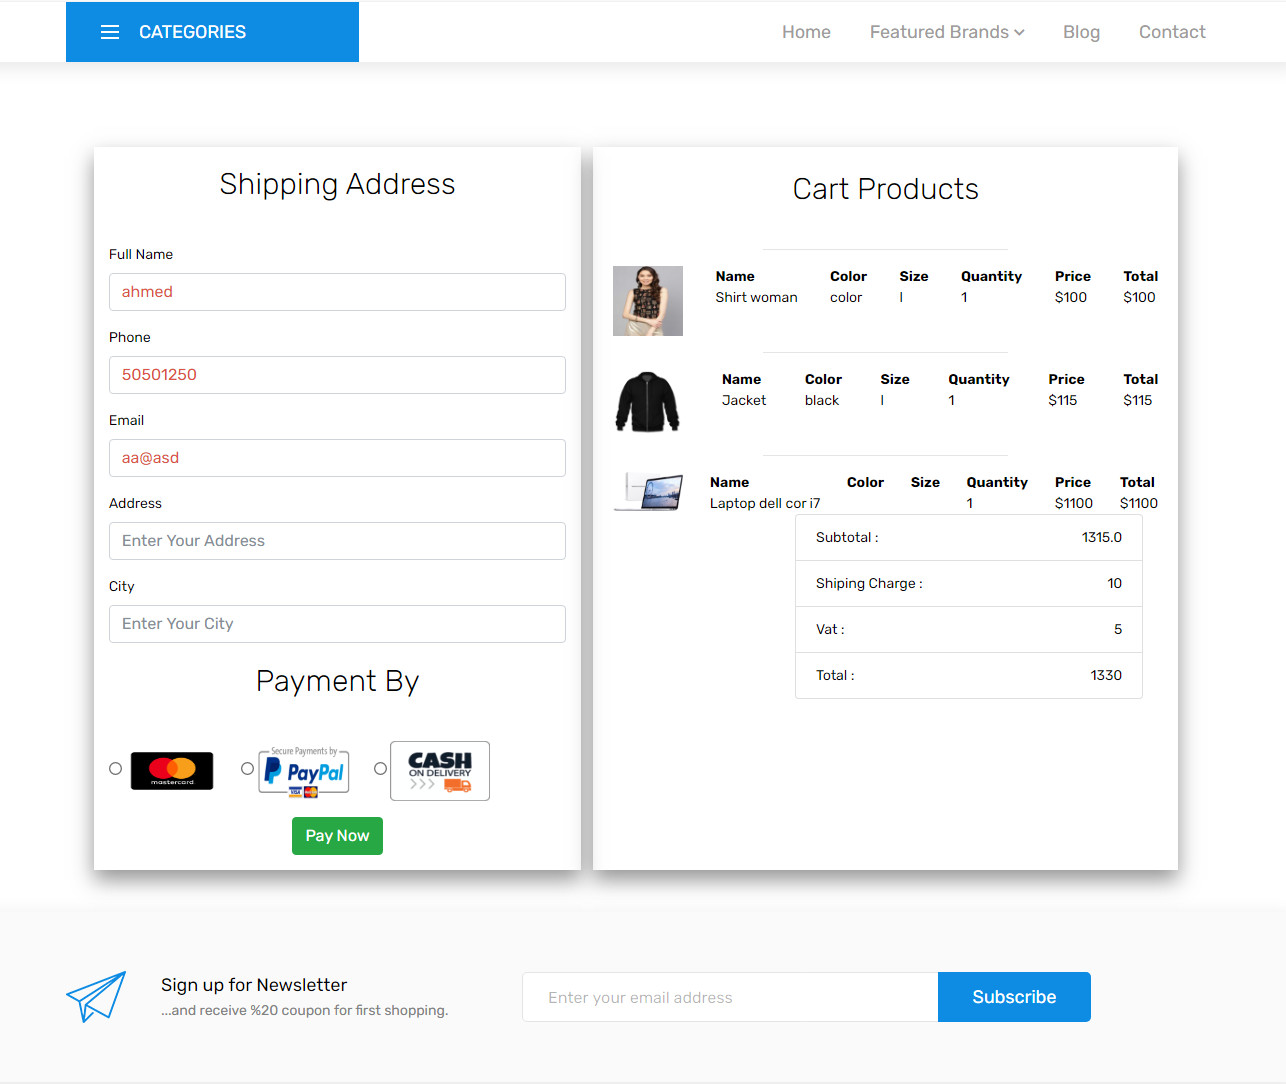 CATEGORIES
Home
Featured Brands
Blog
Contact
Shipping Address
Full Name
ahmed
Phone
50501250
Email
aa@asd
Address
Enter Your Address
City
Enter Your City
Payment By
mastercard
Secure Payments by
PayPal
VISA
CASH
ON DELIVERY
Pay Now
Cart Products
Name Color Size Quantity Price Total
Shirt woman color l 1 $100 $100
Name Color Size Quantity Price Total
Jacket black l 1 $115 $115
Name Color Size Quantity Price Total
Laptop dell cor i7 1 $1100 $1100
Subtotal : 1315.0
Shiping Charge : 10
Vat : 5
Total : 1330
Sign up for Newsletter
...and receive %20 coupon for first shopping.
Enter your email address
Subscribe